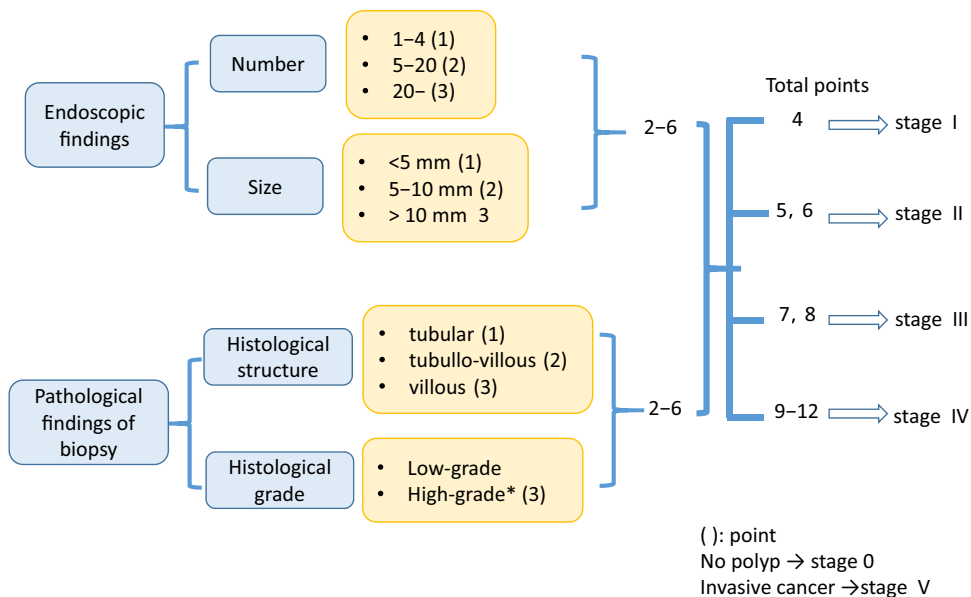 Endoscopic
findings
Number
• 1–4 (1)
• 5–20 (2)
• 20– (3)
Size
• <5 mm (1)
• 5–10 mm (2)
• > 10 mm 3
2–6
Pathological
findings of
biopsy
Histological
structure
• tubular (1)
• tubullo-villous (2)
• villous (3)
Histological
grade
• Low-grade
• High-grade* (3)
2–6
Total points
4 stage I
5, 6 stage II
7, 8 stage III
9–12 stage IV
( ): point
No polyp → stage 0
Invasive cancer →stage V